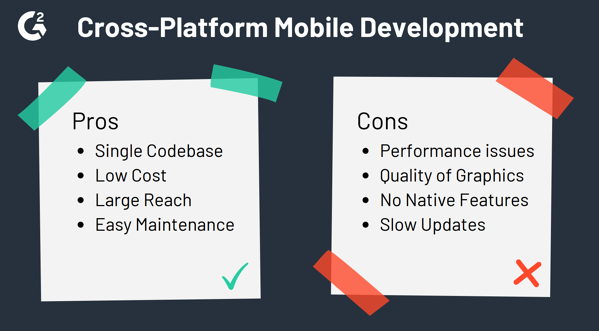 G2
Cross-Platform Mobile Development
Pros
• Single Codebase
• Low Cost
• Large Reach
• Easy Maintenance
Cons
• Performance issues
• Quality of Graphics
• No Native Features
• Slow Updates